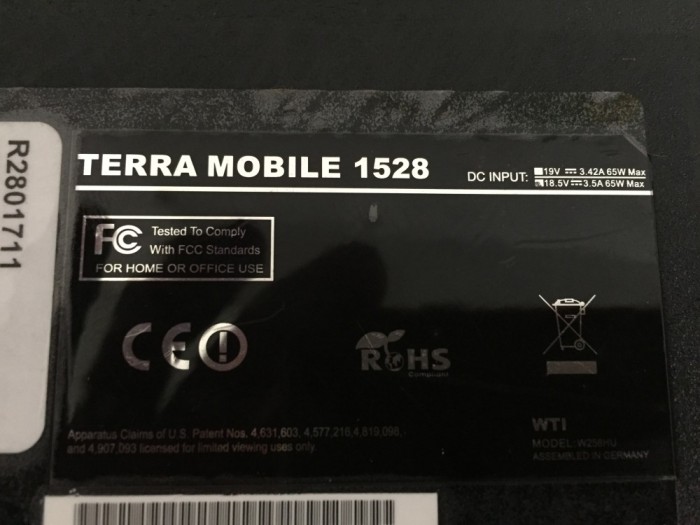 R2801711
TERRA MOBILE 1528
DC INPUT: 19V ⎓ 3.42A 65W Max
18.5V ⎓ 3.5A 65W Max
FC Tested To Comply
With FCC Standards
FOR HOME OR OFFICE USE
CE
RoHS
Compliant
Apparatus Claims of U.S. Patent Nos. 4,631,603, 4,577,216,4,819,098,
and 4,907,093 licensed for limited viewing uses only.
WTI
MODEL: W258HU
ASSEMBLED IN GERMANY